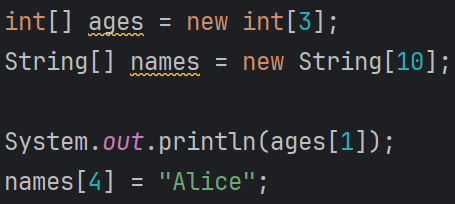 int[] ages = new int[3];
String[] names = new String[10];
System.out.println(ages[1]);
names[4] = "Alice";